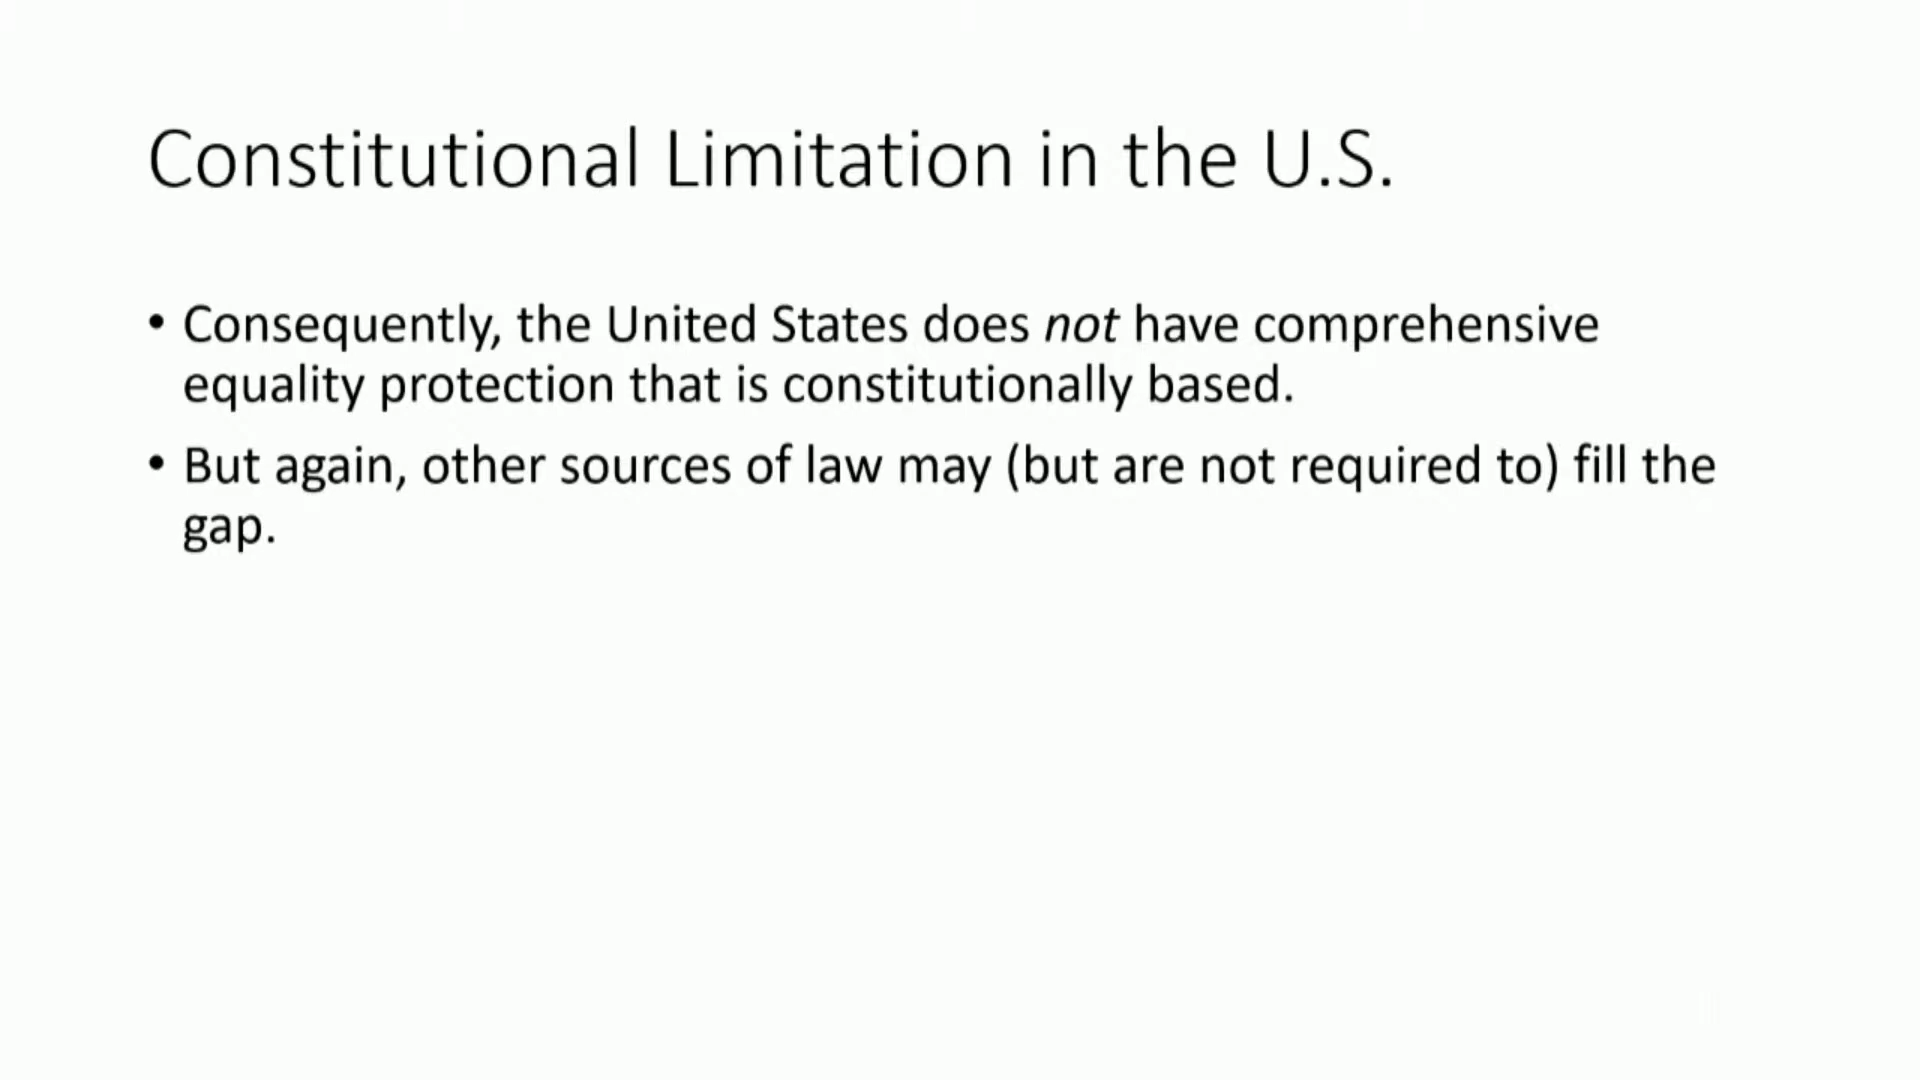 Constitutional Limitation in the U.S.
• Consequently, the United States does not have comprehensive
equality protection that is constitutionally based.
• But again, other sources of law may (but are not required to) fill the
gap.